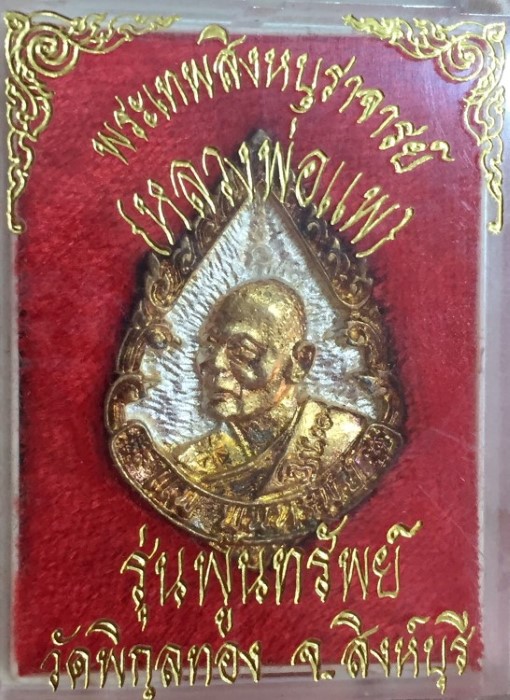 พระเทพสิงหบุราจารย์
(หลวงพ่อแพ)
รุ่นพูนทรัพย์
วัดพิกุลทอง จ.สิงห์บุรี